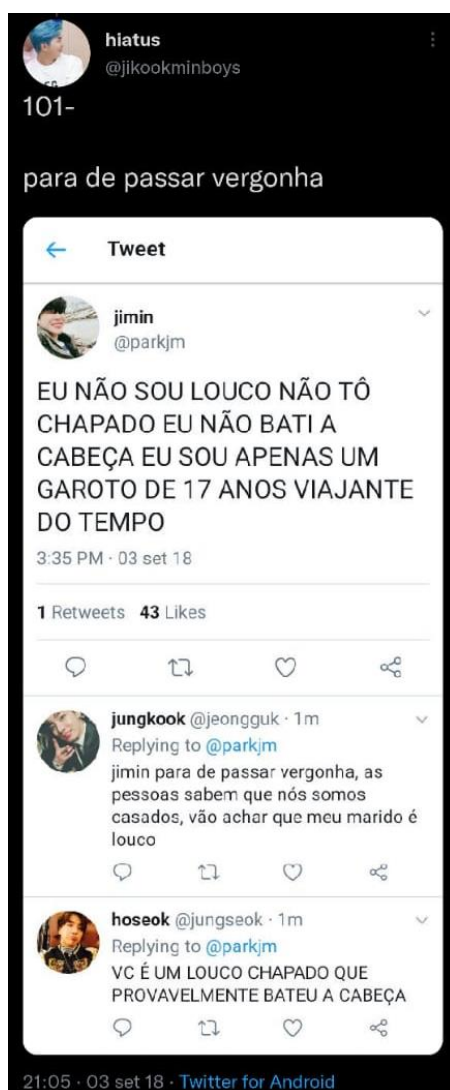 hiatus
@jikookminboys
101-
para de passar vergonha
Tweet
jimin
@parkjm
EU NÃO SOU LOUCO NÃO TÔ
CHAPADO EU NÃO BATI A
CABEÇA EU SOU APENAS UM
GAROTO DE 17 ANOS VIAJANTE
DO TEMPO
3:35 PM · 03 set 18
1 Retweets 43 Likes
jungkook @jeongguk · 1m
Replying to @parkjm
jimin para de passar vergonha, as
pessoas sabem que nós somos
casados, vão achar que meu marido é
louco
hoseok @jungseok · 1m
Replying to @parkjm
VC É UM LOUCO CHAPADO QUE
PROVAVELMENTE BATEU A CABEÇA
21:05 · 03 set 18 · Twitter for Android